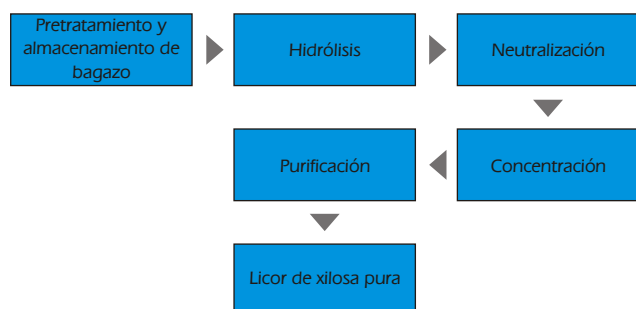 Pretratamiento y
almacenamiento de
bagazo
Hidrólisis
Neutralización
Concentración
Purificación
Licor de xilosa pura